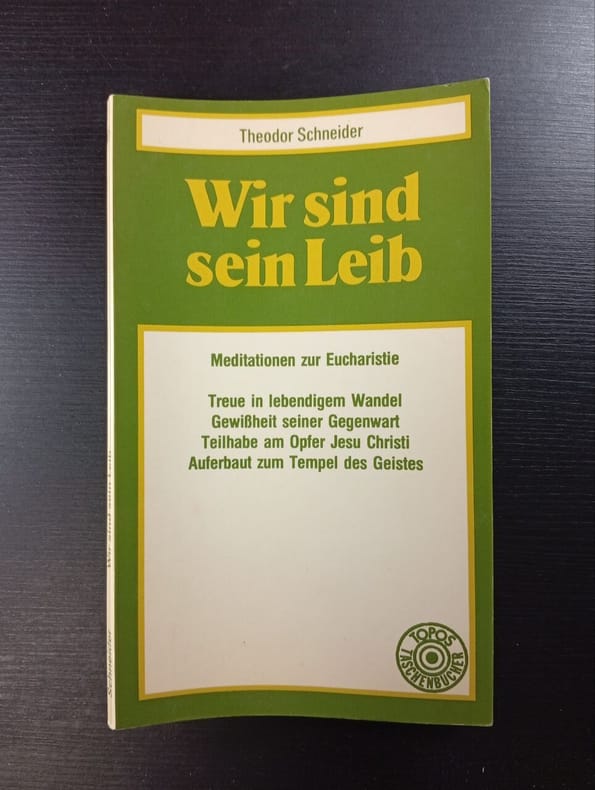 Theodor Schneider
Wir sind
sein Leib
Meditationen zur Eucharistie
Treue in lebendigem Wandel
Gewißheit seiner Gegenwart
Teilhabe am Opfer Jesu Christi
Auferbaut zum Tempel des Geistes
TOPOS
TASCHENBÜCHER
Schneider Wir sind sein Leib